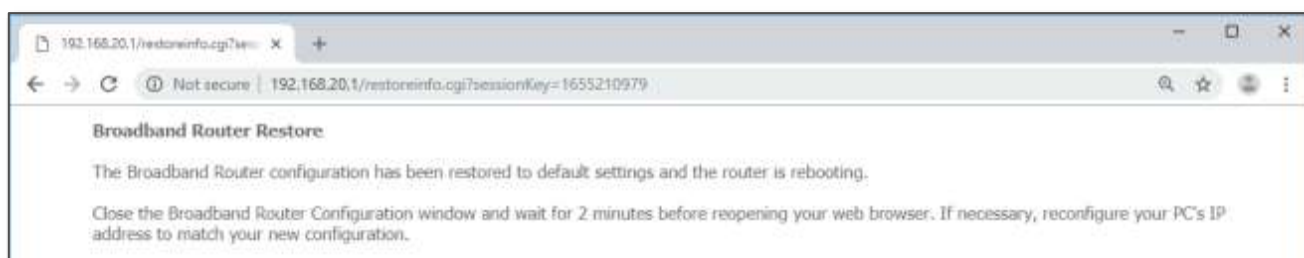 192.168.20.1/restoreinfo.cgi?ses
Not secure | 192.168.20.1/restoreinfo.cgi?sessionKey=1655210979
Broadband Router Restore
The Broadband Router configuration has been restored to default settings and the router is rebooting.
Close the Broadband Router Configuration window and wait for 2 minutes before reopening your web browser. If necessary, reconfigure your PC's IP
address to match your new configuration.